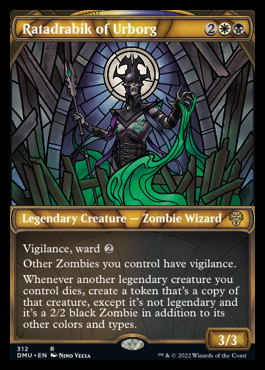 Ratadrabik of Urborg 2
Legendary Creature — Zombie Wizard
Vigilance, ward 2
Other Zombies you control have vigilance.
Whenever another legendary creature you
control dies, create a token that's a copy of
that creature, except it's not legendary and
it's a 2/2 black Zombie in addition to its
other colors and types.
3/3
312 R
DMU • EN Nino Vecia
™ & © 2022 Wizards of the Coast